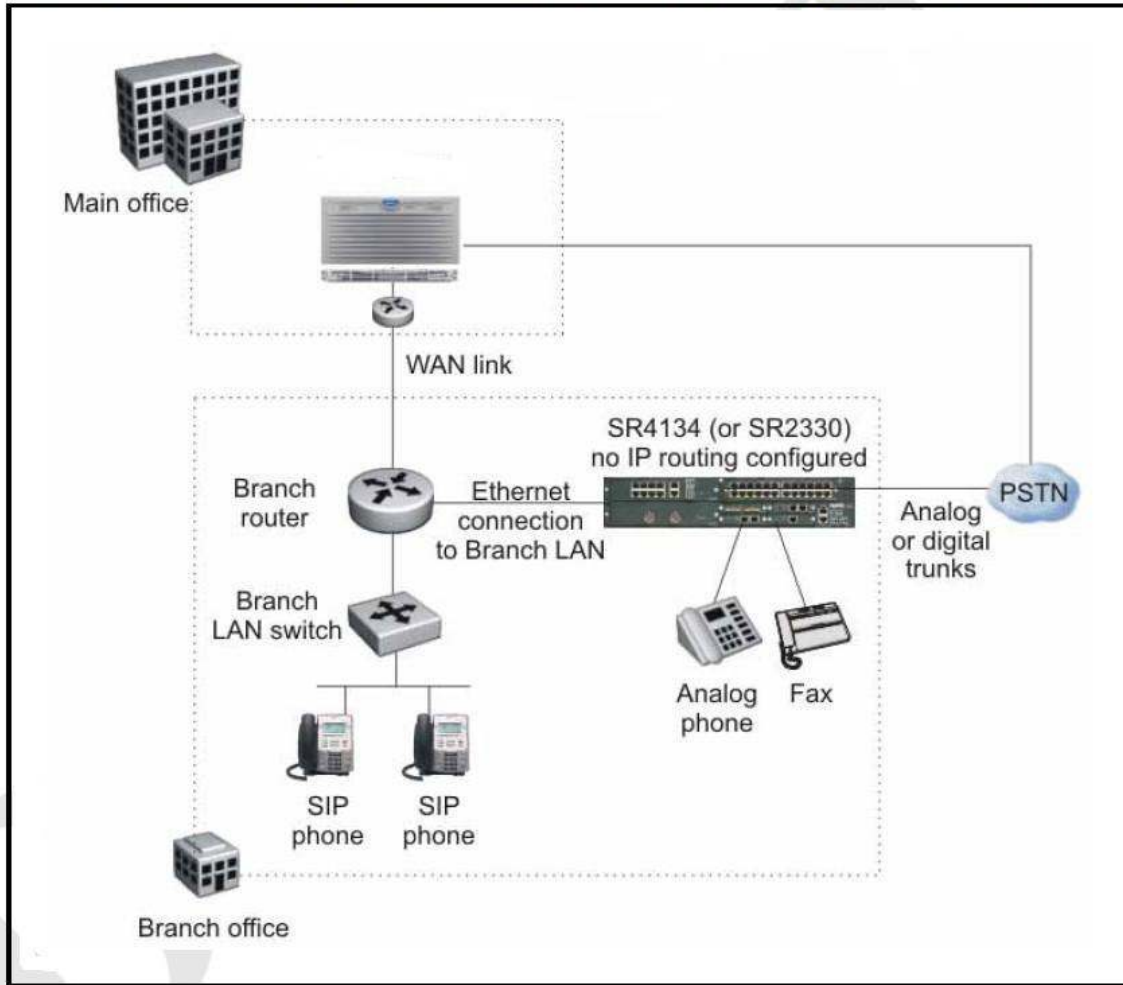 Main office
WAN link
SR4134 (or SR2330)
no IP routing configured
Branch
router
Ethernet
connection
to Branch LAN
PSTN
Analog
or digital
trunks
Branch
LAN switch
Analog
phone
Fax
SIP
phone
SIP
phone
Branch office